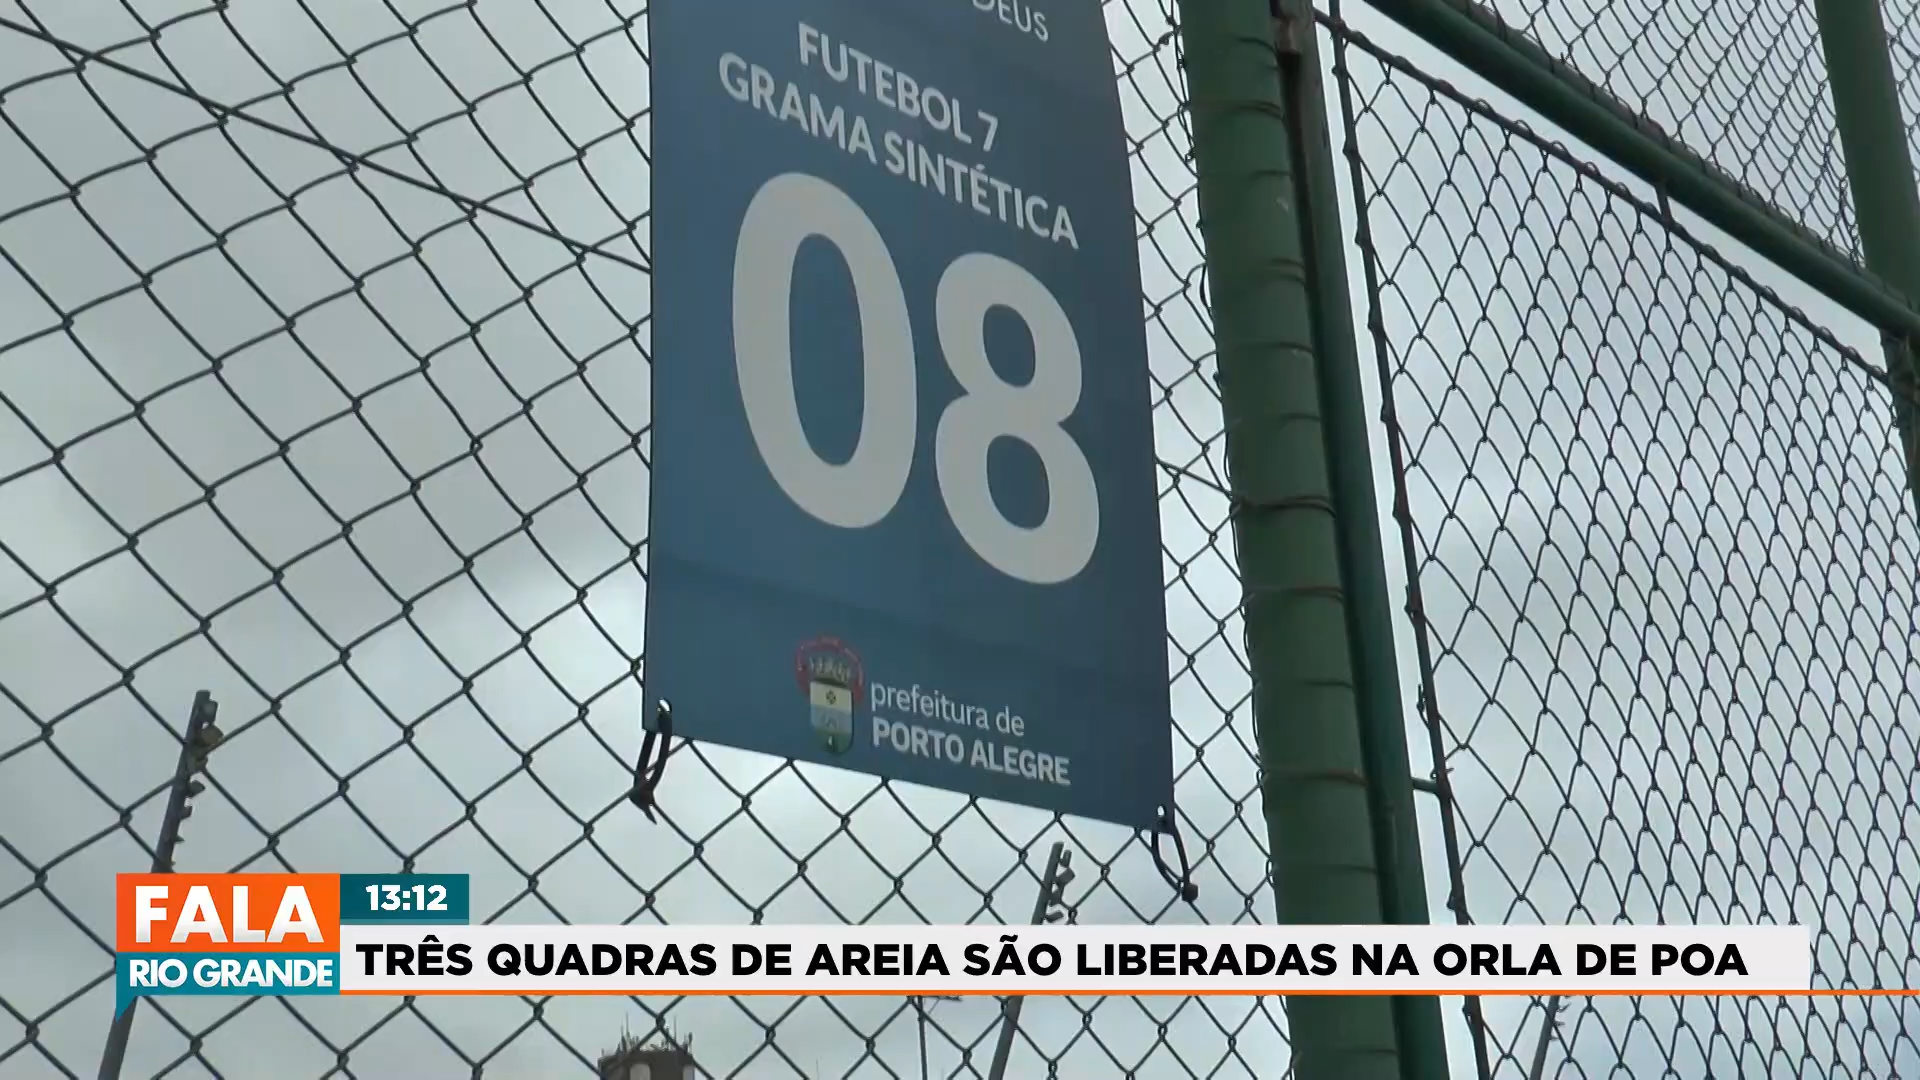 DEUS
FUTEBOL 7
GRAMA SINTÉTICA
08
prefeitura de
PORTO ALEGRE
FALA
RIO GRANDE
13:12
TRÊS QUADRAS DE AREIA SÃO LIBERADAS NA ORLA DE POA